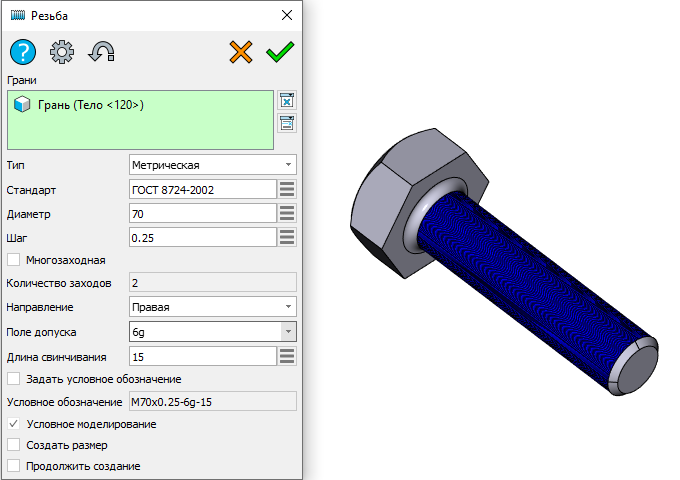 Резьба
?
Грани
Грань (Тело <120>)
Тип Метрическая
Стандарт ГОСТ 8724-2002
Диаметр 70
Шаг 0.25
Многозаходная
Количество заходов 2
Направление Правая
Поле допуска 6g
Длина свинчивания 15
Задать условное обозначение
Условное обозначение M70x0.25-6g-15
Условное моделирование
Создать размер
Продолжить создание